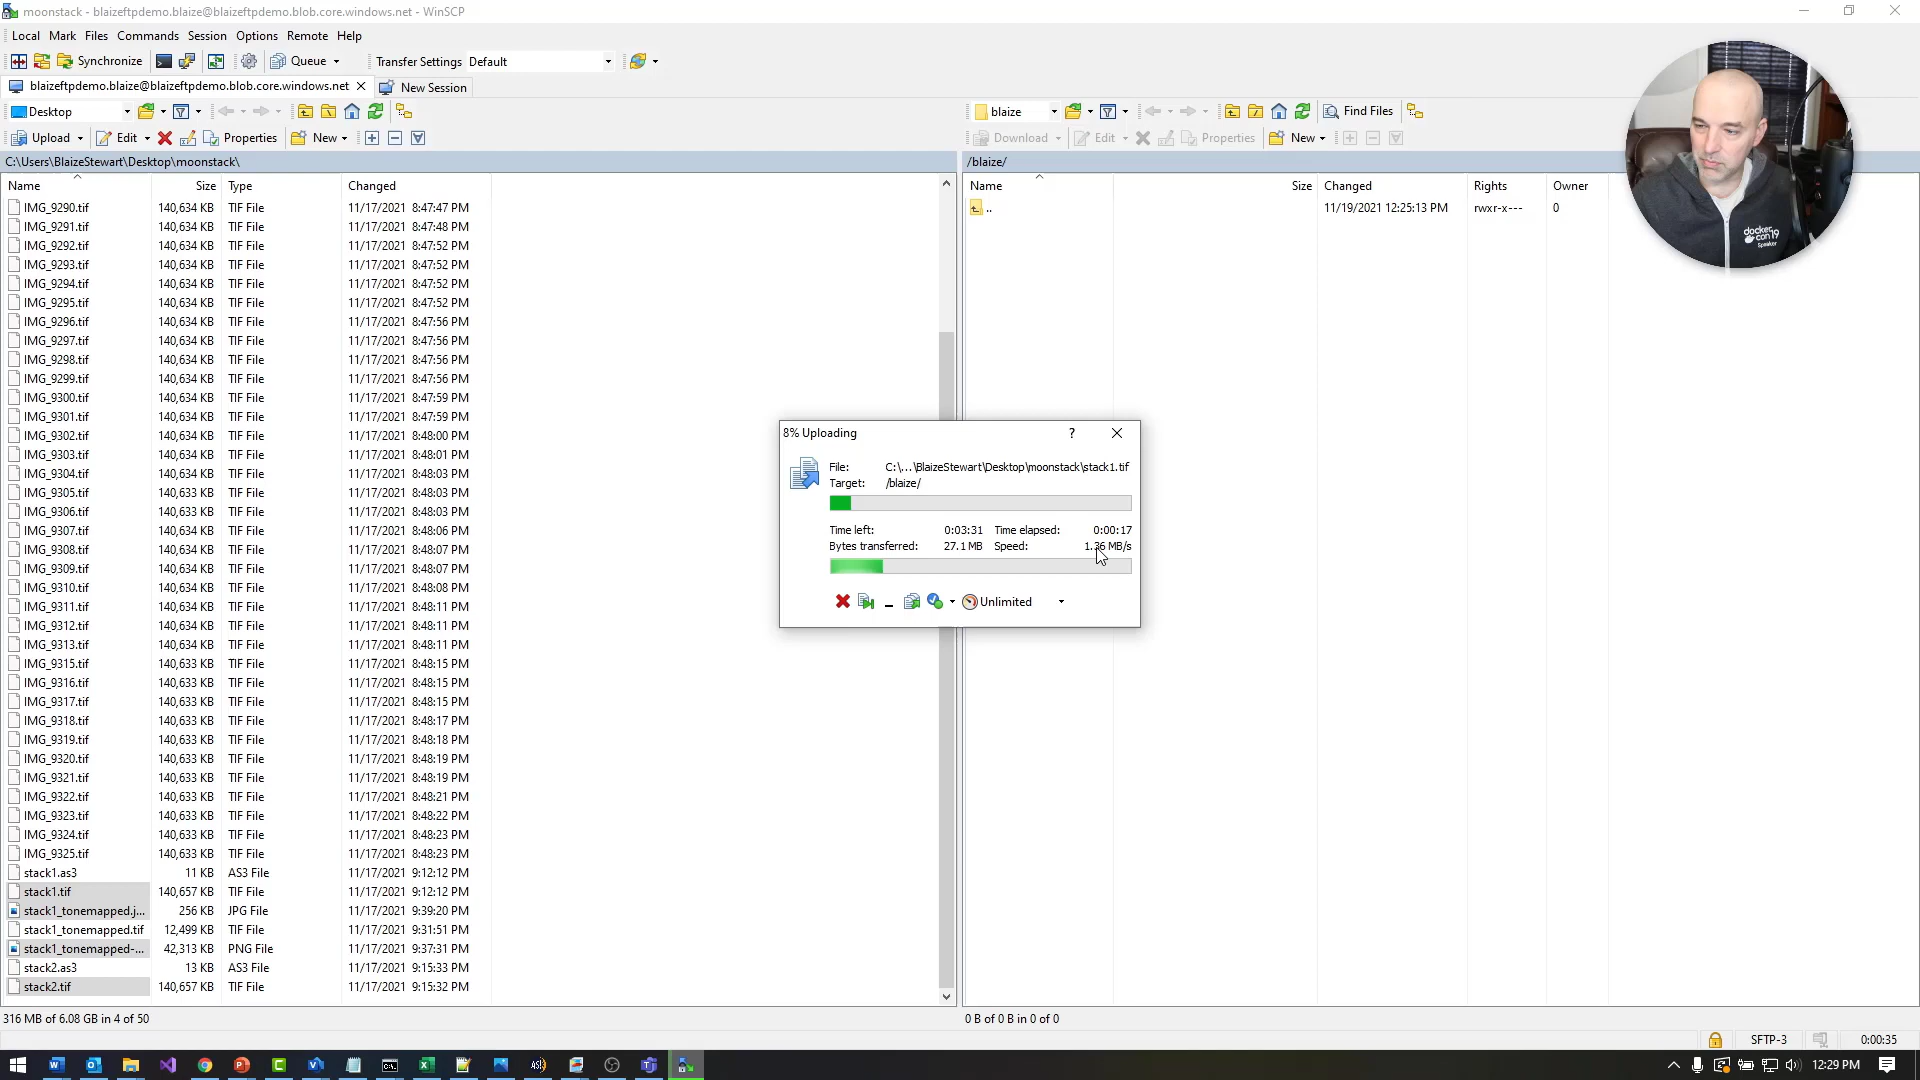 moonstack - blaizeftpdemo.blaize@blaizeftpdemo.blob.core.windows.net - WinSCP
Local Mark Files Commands Session Options Remote Help
Synchronize Queue Transfer Settings Default
blaizeftpdemo.blaize@blaizeftpdemo.blob.core.windows.net New Session
Desktop
Upload Edit Properties New
C:\Users\BlaizeStewart\Desktop\moonstack\
Name Size Type Changed
IMG_9290.tif 140,634 KB TIF File 11/17/2021 8:47:47 PM
IMG_9291.tif 140,634 KB TIF File 11/17/2021 8:47:48 PM
IMG_9292.tif 140,634 KB TIF File 11/17/2021 8:47:52 PM
IMG_9293.tif 140,634 KB TIF File 11/17/2021 8:47:52 PM
IMG_9294.tif 140,634 KB TIF File 11/17/2021 8:47:52 PM
IMG_9295.tif 140,634 KB TIF File 11/17/2021 8:47:52 PM
IMG_9296.tif 140,634 KB TIF File 11/17/2021 8:47:56 PM
IMG_9297.tif 140,634 KB TIF File 11/17/2021 8:47:56 PM
IMG_9298.tif 140,634 KB TIF File 11/17/2021 8:47:56 PM
IMG_9299.tif 140,634 KB TIF File 11/17/2021 8:47:56 PM
IMG_9300.tif 140,634 KB TIF File 11/17/2021 8:47:59 PM
IMG_9301.tif 140,634 KB TIF File 11/17/2021 8:47:59 PM
IMG_9302.tif 140,634 KB TIF File 11/17/2021 8:48:00 PM
IMG_9303.tif 140,634 KB TIF File 11/17/2021 8:48:01 PM
IMG_9304.tif 140,634 KB TIF File 11/17/2021 8:48:03 PM
IMG_9305.tif 140,633 KB TIF File 11/17/2021 8:48:03 PM
IMG_9306.tif 140,633 KB TIF File 11/17/2021 8:48:03 PM
IMG_9307.tif 140,634 KB TIF File 11/17/2021 8:48:06 PM
IMG_9308.tif 140,634 KB TIF File 11/17/2021 8:48:07 PM
IMG_9309.tif 140,634 KB TIF File 11/17/2021 8:48:07 PM
IMG_9310.tif 140,634 KB TIF File 11/17/2021 8:48:08 PM
IMG_9311.tif 140,634 KB TIF File 11/17/2021 8:48:11 PM
IMG_9312.tif 140,634 KB TIF File 11/17/2021 8:48:11 PM
IMG_9313.tif 140,634 KB TIF File 11/17/2021 8:48:11 PM
IMG_9315.tif 140,633 KB TIF File 11/17/2021 8:48:15 PM
IMG_9316.tif 140,633 KB TIF File 11/17/2021 8:48:15 PM
IMG_9317.tif 140,633 KB TIF File 11/17/2021 8:48:15 PM
IMG_9318.tif 140,633 KB TIF File 11/17/2021 8:48:17 PM
IMG_9319.tif 140,633 KB TIF File 11/17/2021 8:48:18 PM
IMG_9320.tif 140,633 KB TIF File 11/17/2021 8:48:19 PM
IMG_9321.tif 140,633 KB TIF File 11/17/2021 8:48:19 PM
IMG_9322.tif 140,633 KB TIF File 11/17/2021 8:48:21 PM
IMG_9323.tif 140,633 KB TIF File 11/17/2021 8:48:22 PM
IMG_9324.tif 140,633 KB TIF File 11/17/2021 8:48:23 PM
IMG_9325.tif 140,633 KB TIF File 11/17/2021 8:48:23 PM
stack1.as3 11 KB AS3 File 11/17/2021 9:12:12 PM
stack1.tif 140,657 KB TIF File 11/17/2021 9:12:12 PM
stack1_tonemapped.j... 256 KB JPG File 11/17/2021 9:39:20 PM
stack1_tonemapped.tif 12,499 KB TIF File 11/17/2021 9:31:51 PM
stack1_tonemapped-... 42,313 KB PNG File 11/17/2021 9:37:31 PM
stack2.as3 13 KB AS3 File 11/17/2021 9:15:33 PM
stack2.tif 140,657 KB TIF File 11/17/2021 9:15:32 PM
316 MB of 6.08 GB in 4 of 50
blaize Find Files
Download Edit Properties New
/blaize/
Name Size Changed Rights Owner
.. 11/19/2021 12:25:13 PM rwxr-x--- 0
docker
con 19
Speaker
8% Uploading ?
File: C:\...\BlaizeStewart\Desktop\moonstack\stack1.tif
Target: /blaize/
Time left: 0:03:31 Time elapsed: 0:00:17
Bytes transferred: 27.1 MB Speed: 1.36 MB/s
Unlimited
0 B of 0 B in 0 of 0
SFTP-3 0:00:35
12:29 PM